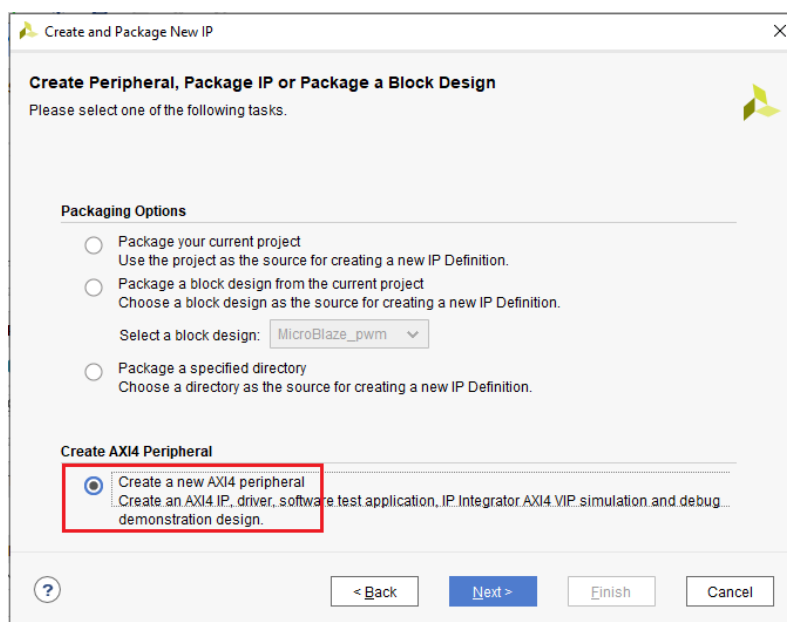 Create and Package New IP
Create Peripheral, Package IP or Package a Block Design
Please select one of the following tasks.
Packaging Options
Package your current project
Use the project as the source for creating a new IP Definition.
Package a block design from the current project
Choose a block design as the source for creating a new IP Definition.
Select a block design: MicroBlaze_pwm
Package a specified directory
Choose a directory as the source for creating a new IP Definition.
Create AXI4 Peripheral
Create a new AXI4 peripheral
Create an AXI4 IP, driver, software test application, IP Integrator AXI4 VIP simulation and debug
demonstration design.
? < Back Next > Finish Cancel